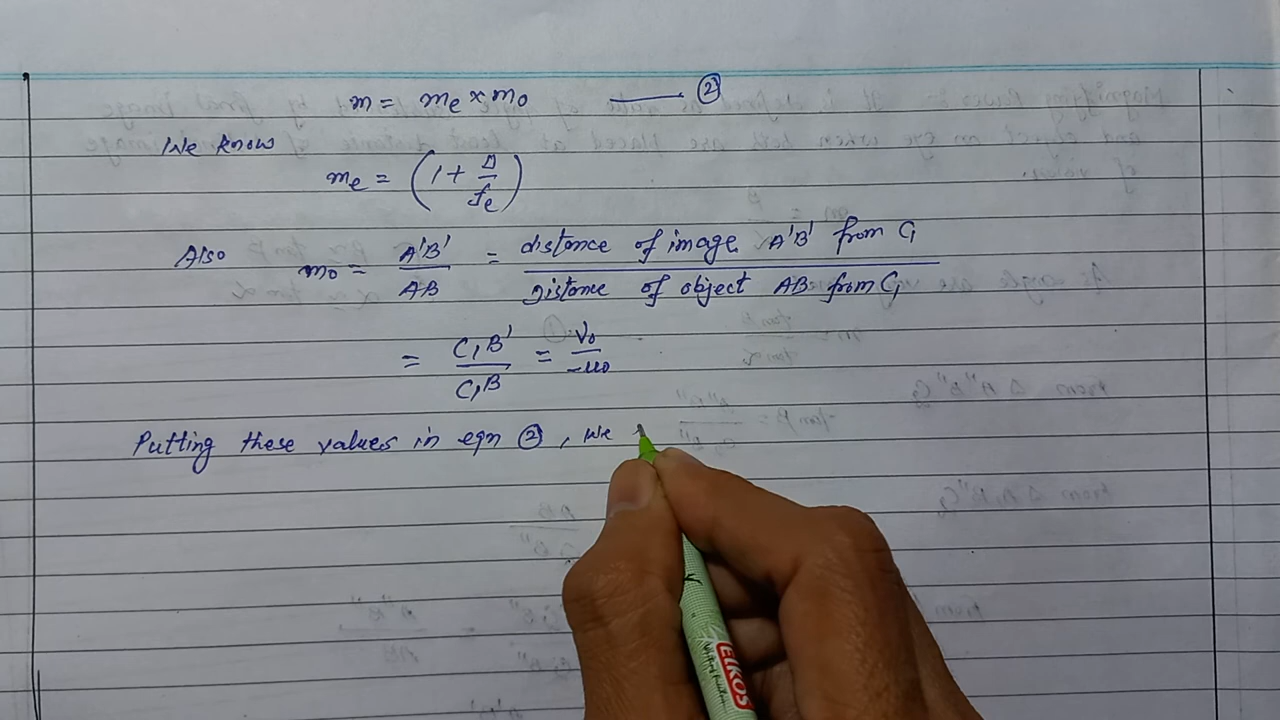 m = me × mo —— ②
We know
me = (1 + D/fe)
Also mo = A'B'/AB = distance of image A'B' from C1 / Distance of object AB from C1
= C1B'/C1B = Vo/-uo
Putting these values in eqn ②, We
ELKOS